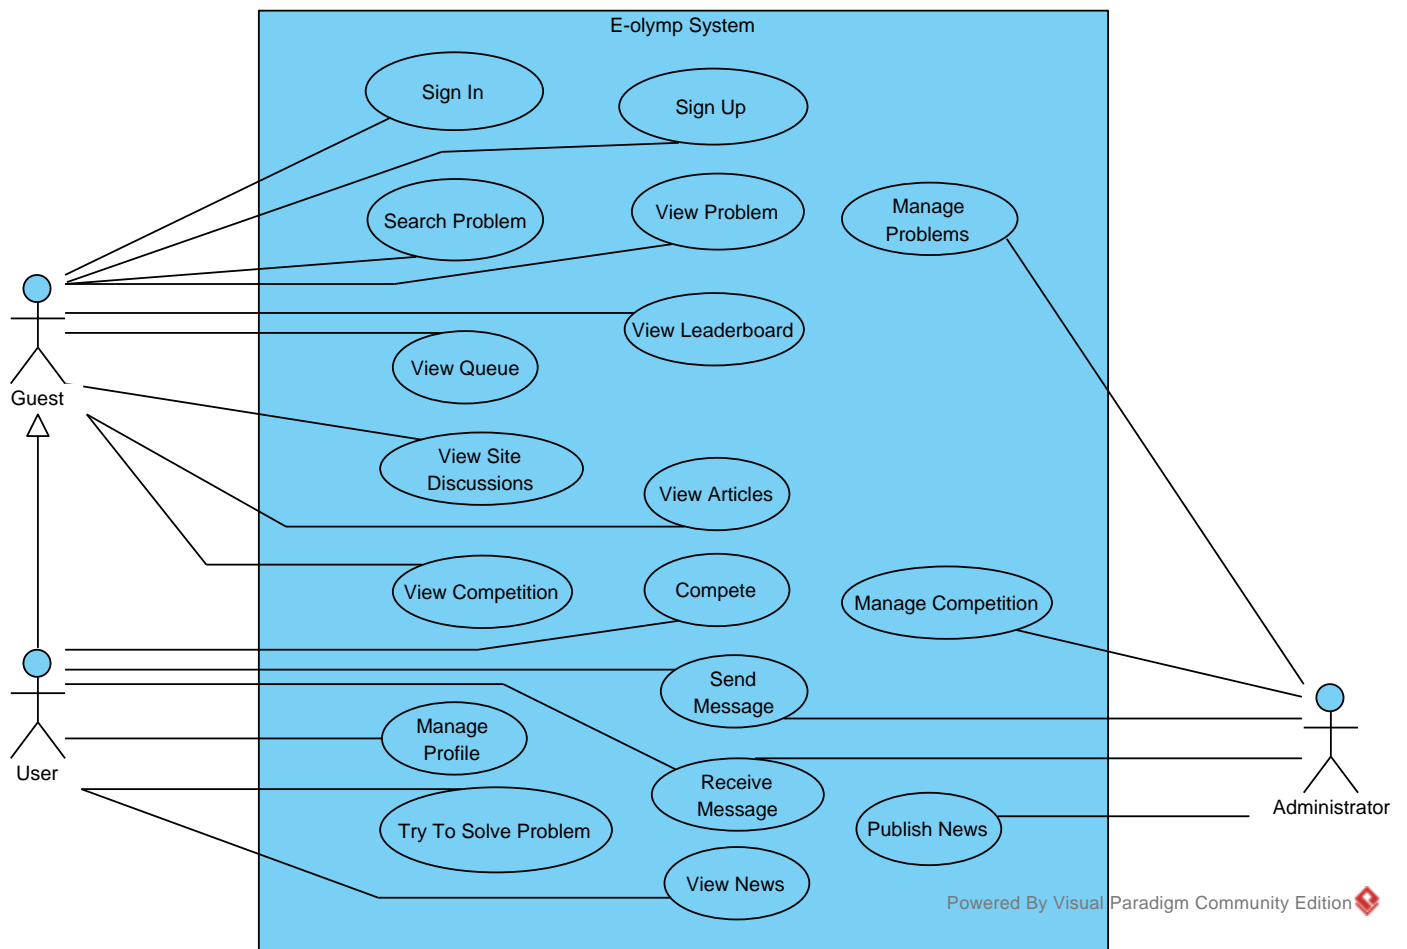 E-olymp System
Sign In
Sign Up
Search Problem
View Problem
Manage
Problems
View Leaderboard
View Queue
Guest
View Site
Discussions
View Articles
View Competition
Compete
Manage Competition
Send
Message
Manage
Profile
User
Receive
Message
Administrator
Try To Solve Problem
Publish News
View News
Powered By Visual Paradigm Community Edition